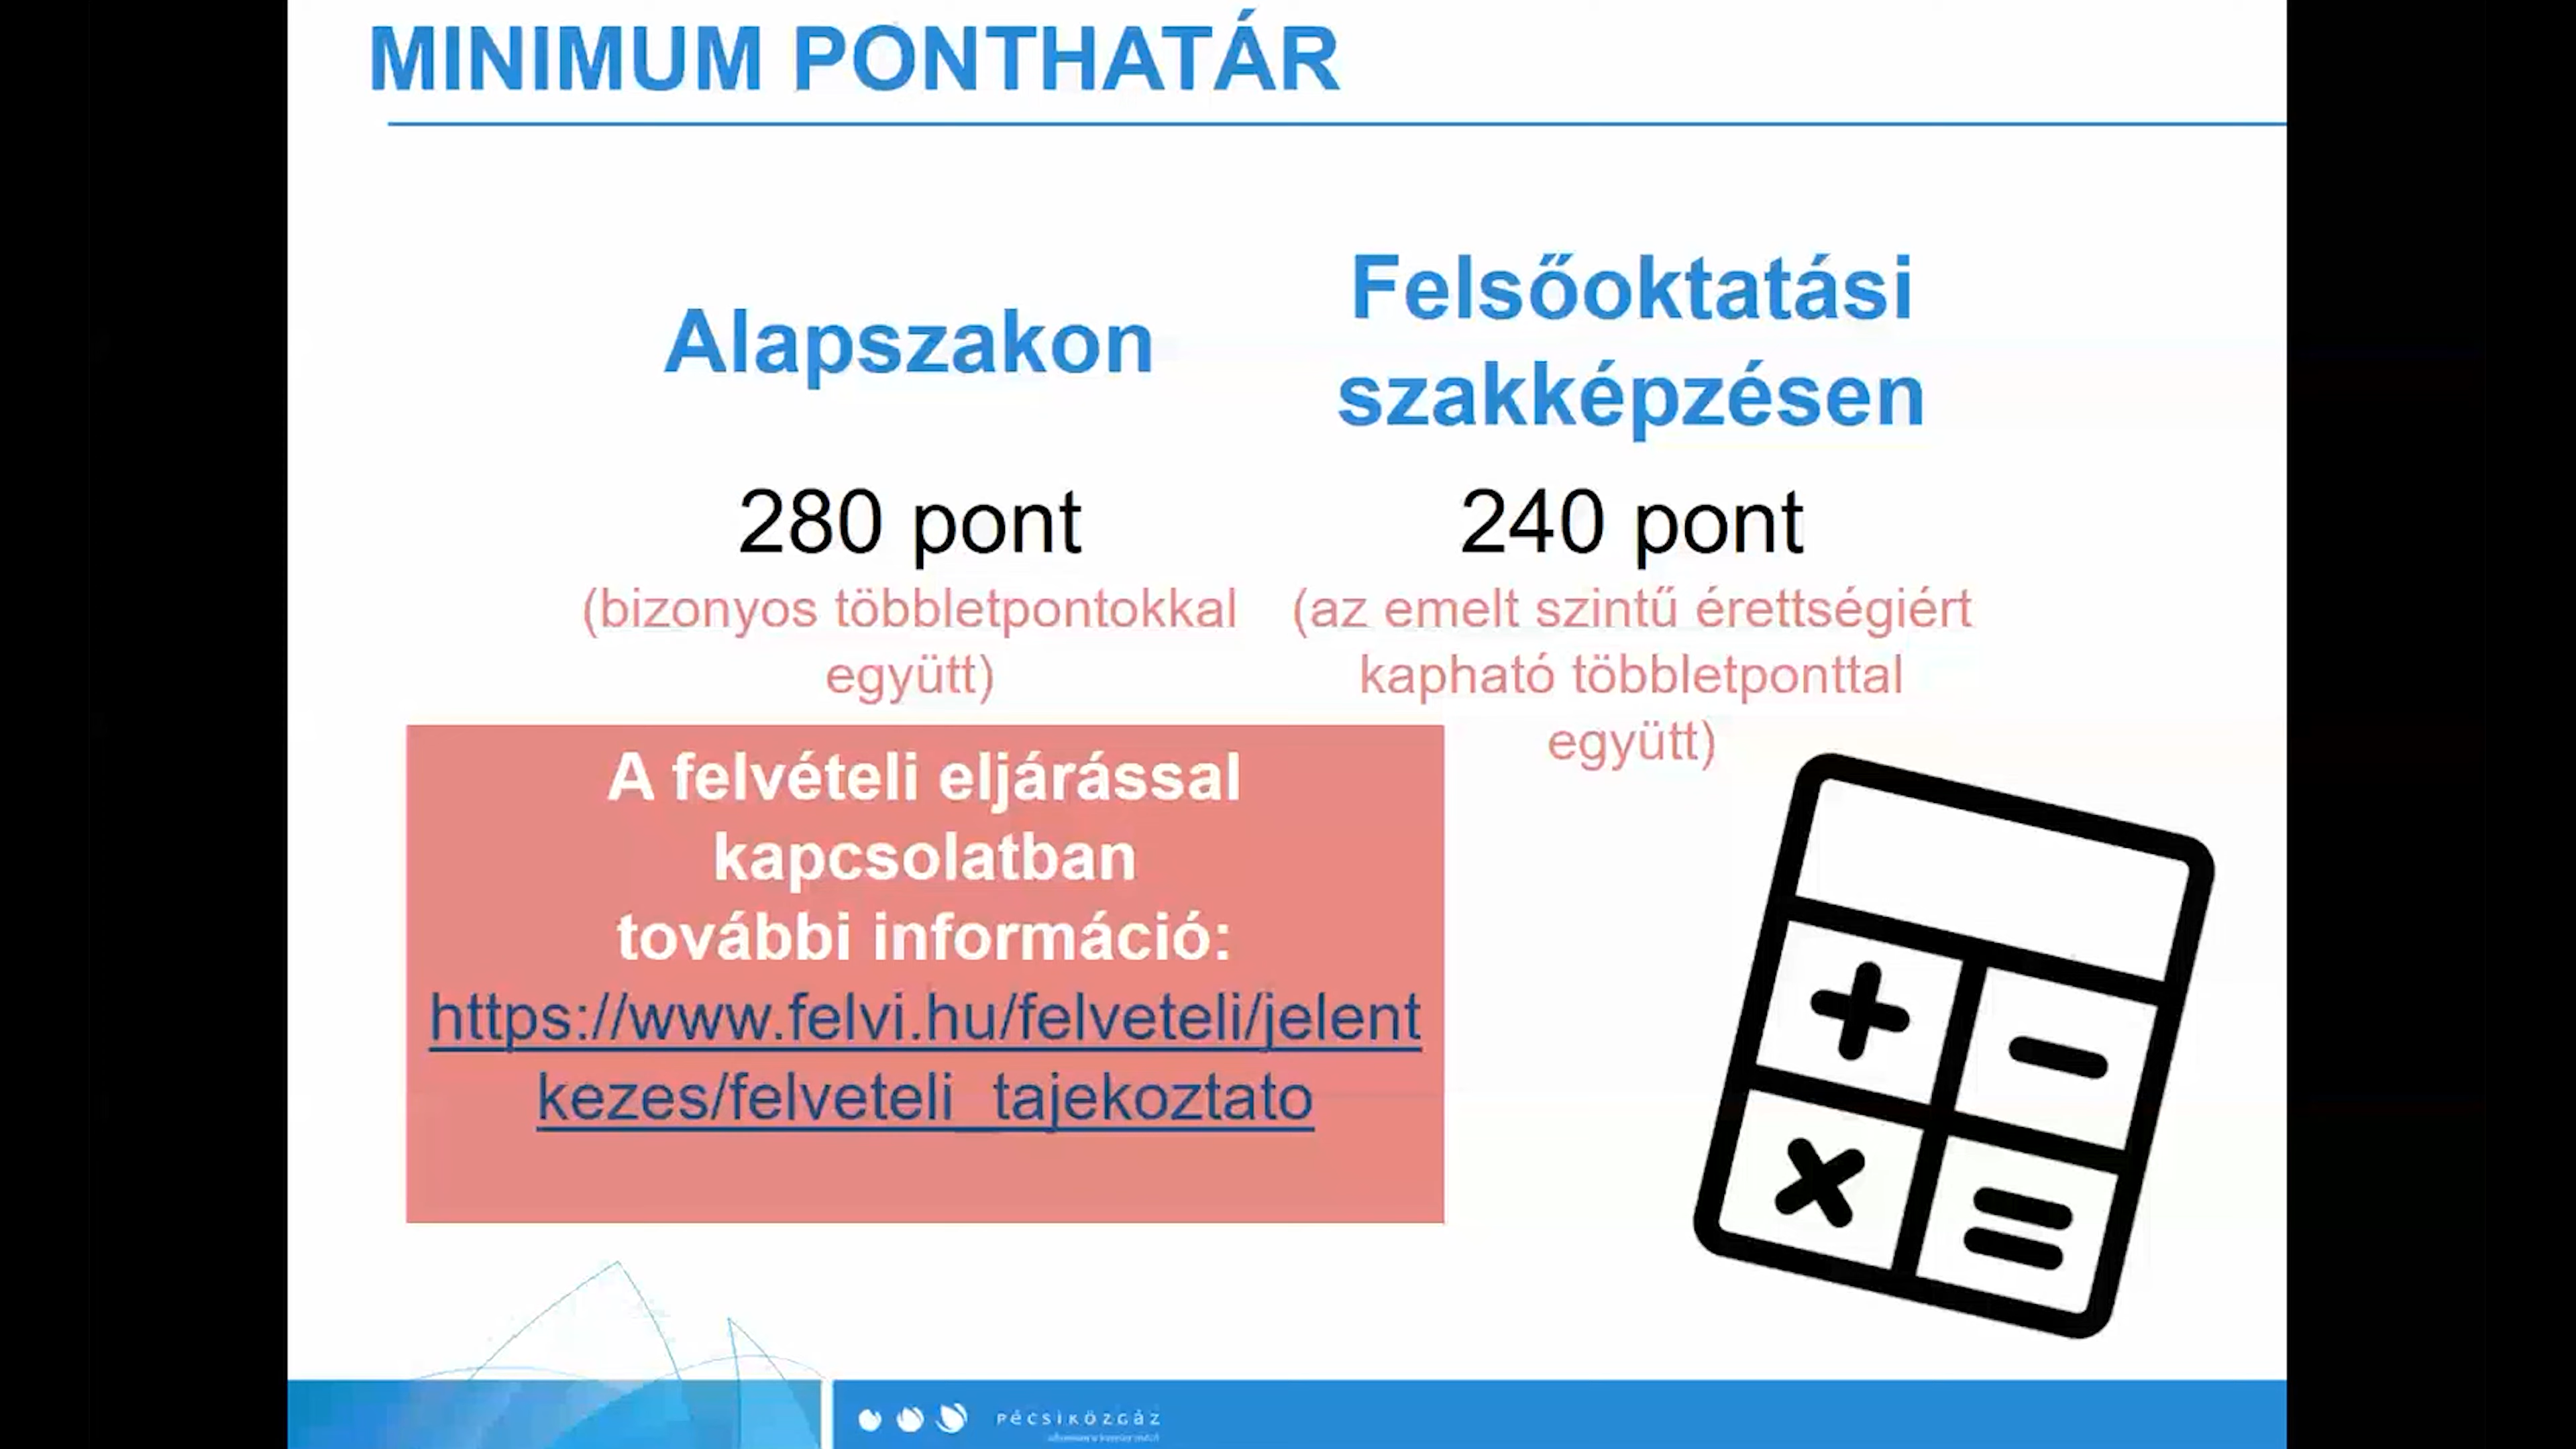 MINIMUM PONTHATÁR
Alapszakon
280 pont
(bizonyos többletpontokkal
együtt)
Felsőoktatási
szakképzésen
240 pont
(az emelt szintű érettségiért
kapható többletponttal
együtt)
A felvételi eljárással
kapcsolatban
további információ:
https://www.felvi.hu/felveteli/jelent
kezes/felveteli_tajekoztato
PÉCSIKÖZGÁZ